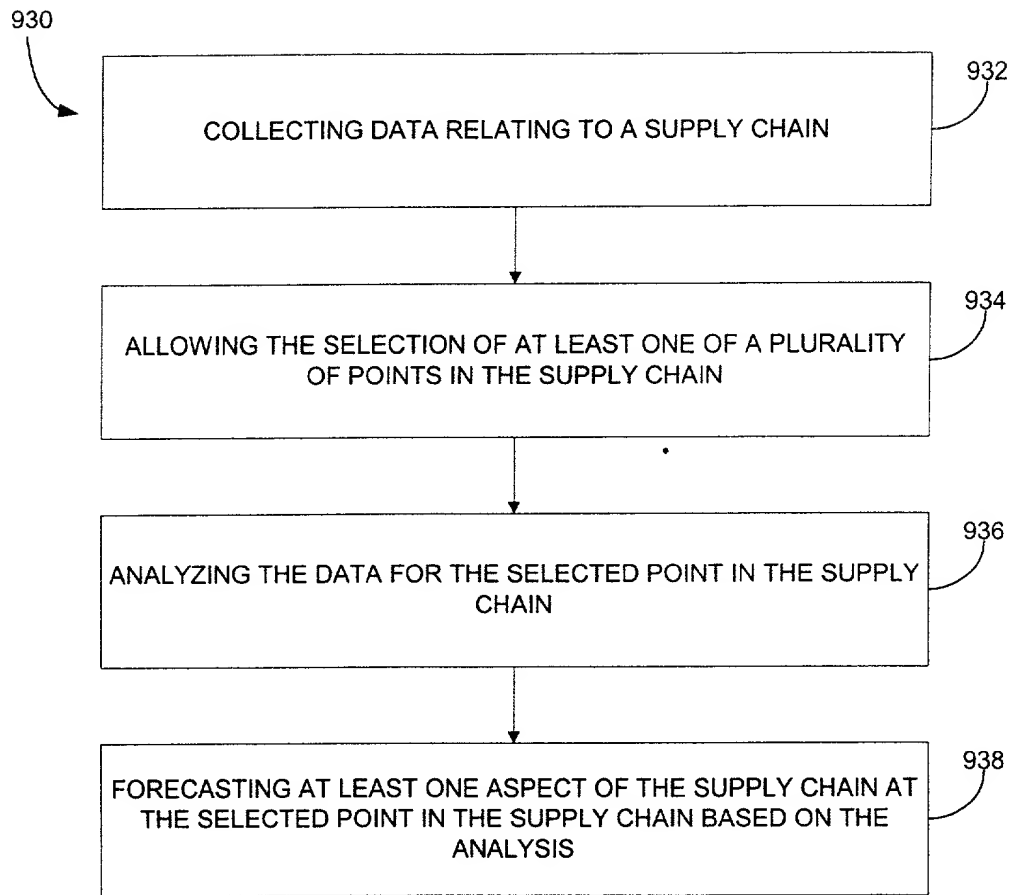 930
932
COLLECTING DATA RELATING TO A SUPPLY CHAIN
934
ALLOWING THE SELECTION OF AT LEAST ONE OF A PLURALITY
OF POINTS IN THE SUPPLY CHAIN
936
ANALYZING THE DATA FOR THE SELECTED POINT IN THE SUPPLY
CHAIN
938
FORECASTING AT LEAST ONE ASPECT OF THE SUPPLY CHAIN AT
THE SELECTED POINT IN THE SUPPLY CHAIN BASED ON THE
ANALYSIS